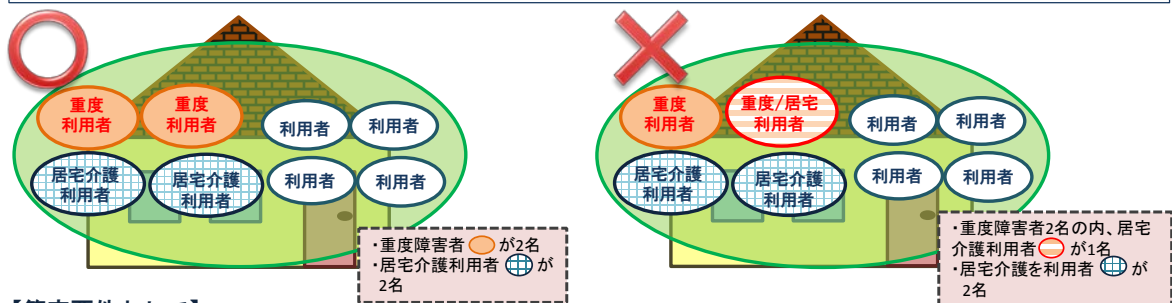 重度
利用者
重度
利用者
利用者
利用者
居宅介護
利用者
居宅介護
利用者
利用者
利用者
・重度障害者 が2名
・居宅介護利用者 が
2名
重度
利用者
重度/居宅
利用者
利用者
利用者
居宅介護
利用者
居宅介護
利用者
利用者
利用者
・重度障害者2名の内、居宅
介護利用者 が1名
・居宅介護を利用者 が
2名